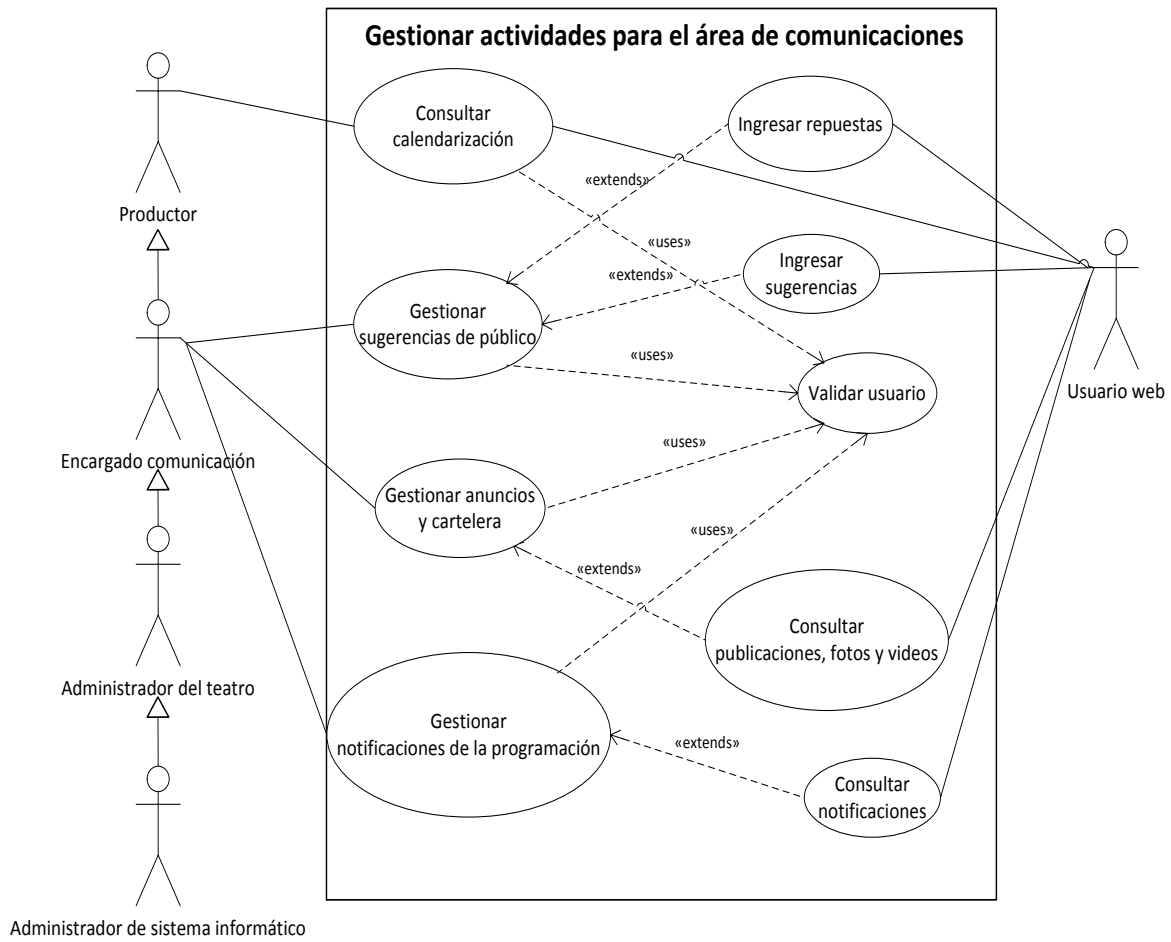 Gestionar actividades para el área de comunicaciones
Consultar
calendarización
Ingresar repuestas
Productor
«extends»
«uses»
Ingresar
sugerencias
«extends»
Gestionar
sugerencias de público
«uses»
Validar usuario
Usuario web
Encargado comunicación
«uses»
Gestionar anuncios
y cartelera
«uses»
«extends»
Consultar
publicaciones, fotos y videos
Administrador del teatro
Gestionar
notificaciones de la programación
«extends»
Consultar
notificaciones
Administrador de sistema informático